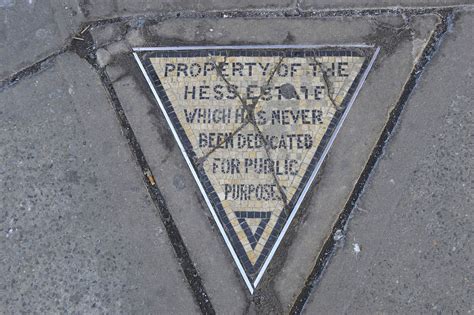 PROPERTY OF THE
HESS ESTATE
WHICH HAS NEVER
BEEN DEDICATED
FOR PUBLIC
PURPOSES